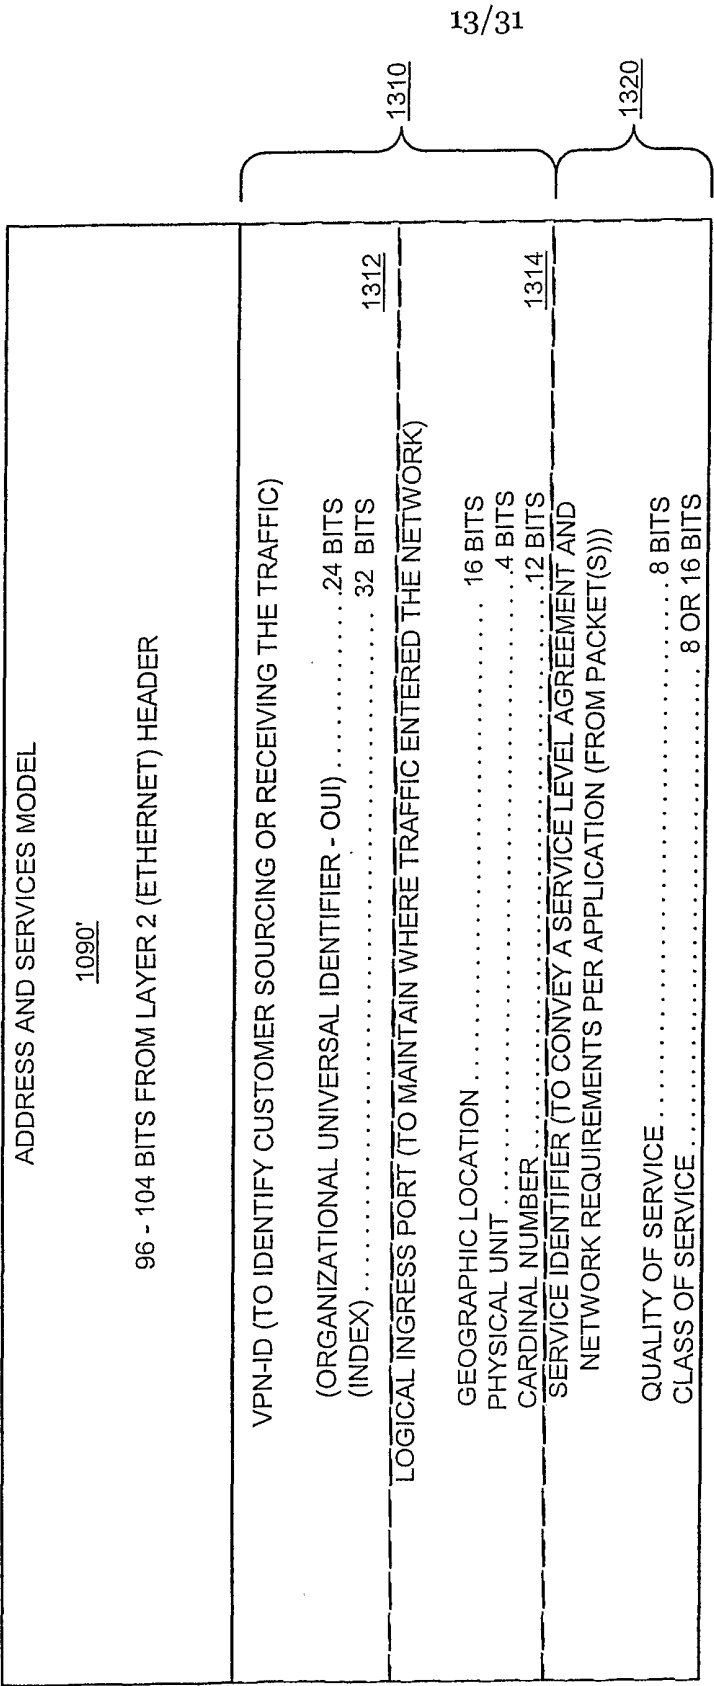 13/31
ADDRESS AND SERVICES MODEL
1090'
96 - 104 BITS FROM LAYER 2 (ETHERNET) HEADER
VPN-ID (TO IDENTIFY CUSTOMER SOURCING OR RECEIVING THE TRAFFIC)
(ORGANIZATIONAL UNIVERSAL IDENTIFIER - OUI) 24 BITS
(INDEX) 32 BITS
1312
LOGICAL INGRESS PORT (TO MAINTAIN WHERE TRAFFIC ENTERED THE NETWORK)
GEOGRAPHIC LOCATION 16 BITS
PHYSICAL UNIT 4 BITS
CARDINAL NUMBER 12 BITS
1314
1310
SERVICE IDENTIFIER (TO CONVEY A SERVICE LEVEL AGREEMENT AND
NETWORK REQUIREMENTS PER APPLICATION (FROM PACKET(S)))
QUALITY OF SERVICE 8 BITS
CLASS OF SERVICE 8 OR 16 BITS
1320